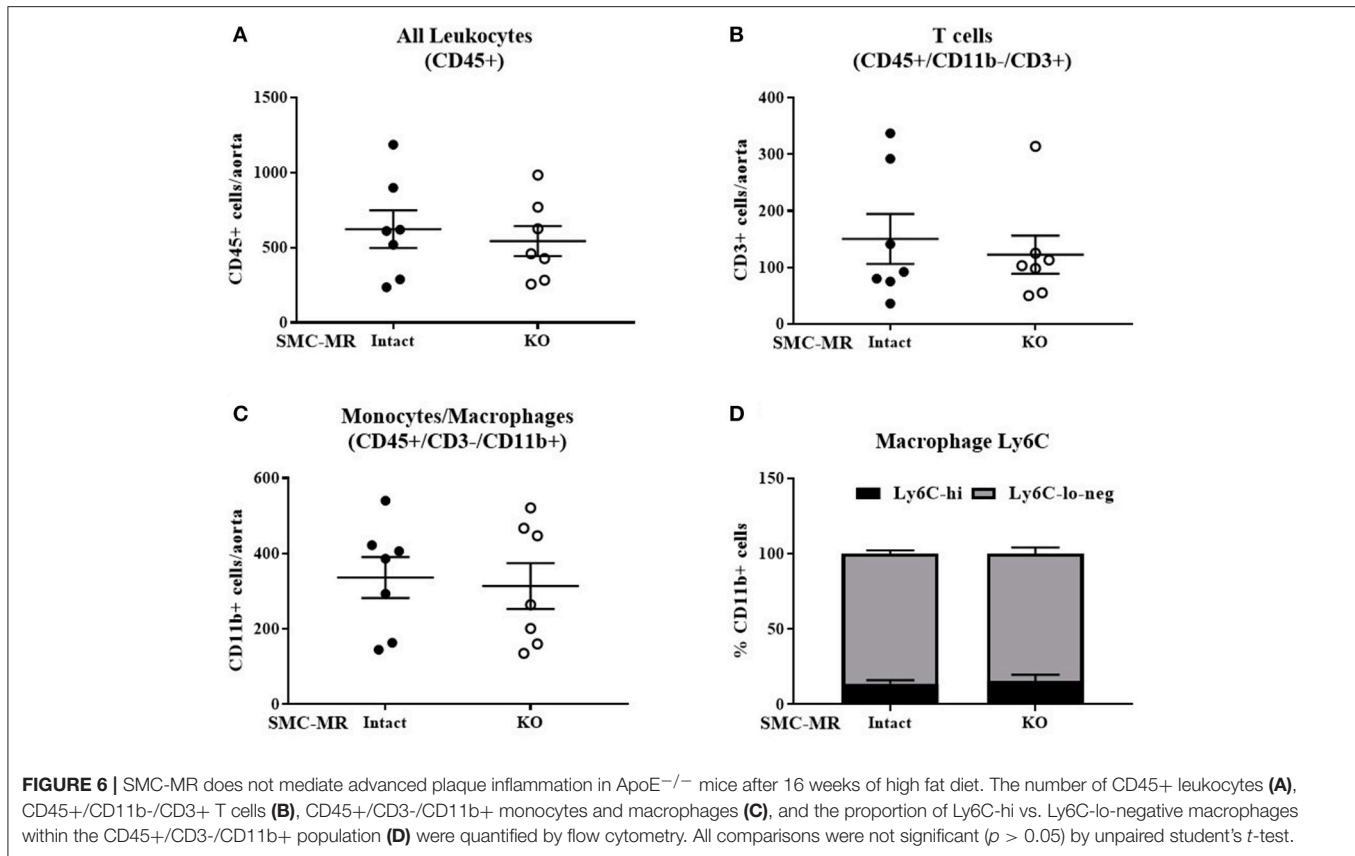 A
All Leukocytes
(CD45+)
CD45+ cells/aorta
1500
1000
500
0
SMC-MR Intact KO
B
T cells
(CD45+/CD11b-/CD3+)
CD3+ cells/aorta
400
300
200
100
0
SMC-MR Intact KO
C
Monocytes/Macrophages
(CD45+/CD3-/CD11b+)
CD11b+ cells/aorta
600
400
200
0
SMC-MR Intact KO
D
Macrophage Ly6C
% CD11b+ cells
150
100
50
0
Ly6C-hi Ly6C-lo-neg
SMC-MR Intact KO
FIGURE 6 | SMC-MR does not mediate advanced plaque inflammation in ApoE−/− mice after 16 weeks of high fat diet. The number of CD45+ leukocytes (A),
CD45+/CD11b-/CD3+ T cells (B), CD45+/CD3-/CD11b+ monocytes and macrophages (C), and the proportion of Ly6C-hi vs. Ly6C-lo-negative macrophages
within the CD45+/CD3-/CD11b+ population (D) were quantified by flow cytometry. All comparisons were not significant (p > 0.05) by unpaired student's t-test.